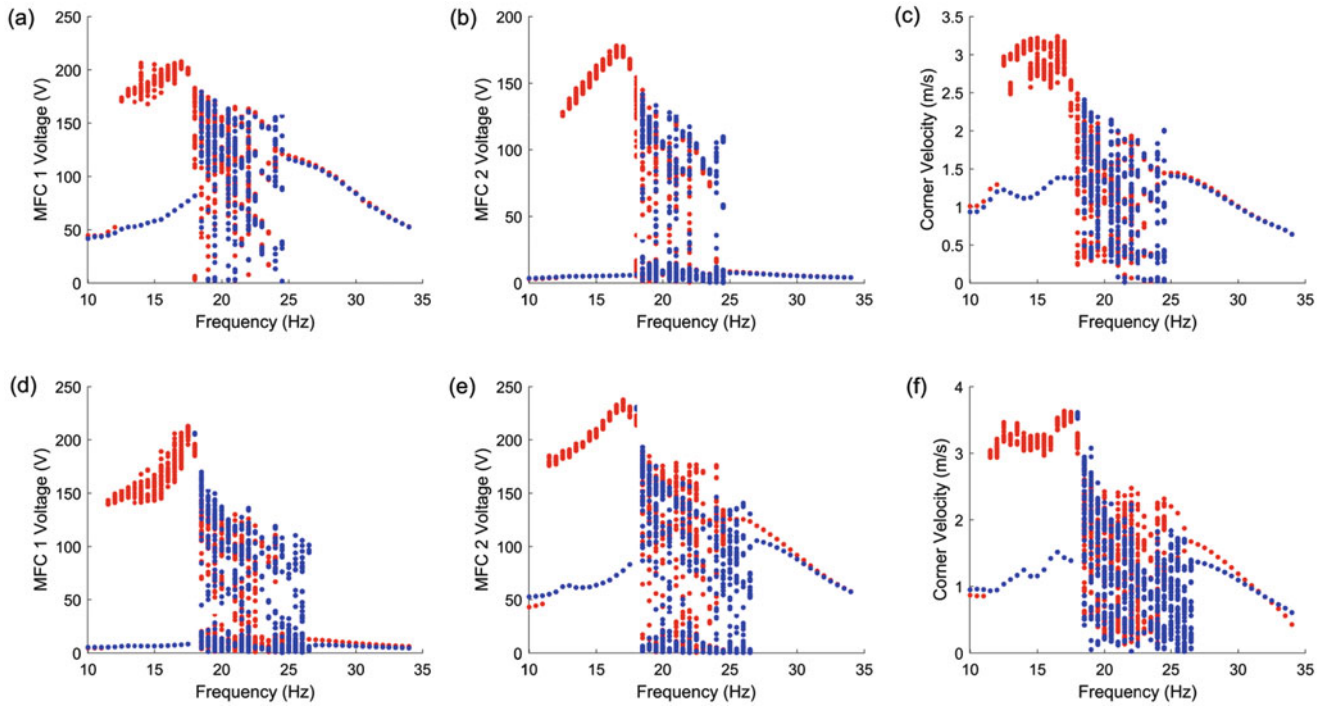 (a)
250
200
150
100
50
0
MFC 1 Voltage (V)
10 15 20 25 30 35
Frequency (Hz)
(b)
200
150
100
50
0
MFC 2 Voltage (V)
10 15 20 25 30 35
Frequency (Hz)
(c)
3.5
3
2.5
2
1.5
1
0.5
0
Corner Velocity (m/s)
10 15 20 25 30 35
Frequency (Hz)
(d)
250
200
150
100
50
0
MFC 1 Voltage (V)
10 15 20 25 30 35
Frequency (Hz)
(e)
250
200
150
100
50
0
MFC 2 Voltage (V)
10 15 20 25 30 35
Frequency (Hz)
(f)
4
3
2
1
0
Corner Velocity (m/s)
10 15 20 25 30 35
Frequency (Hz)